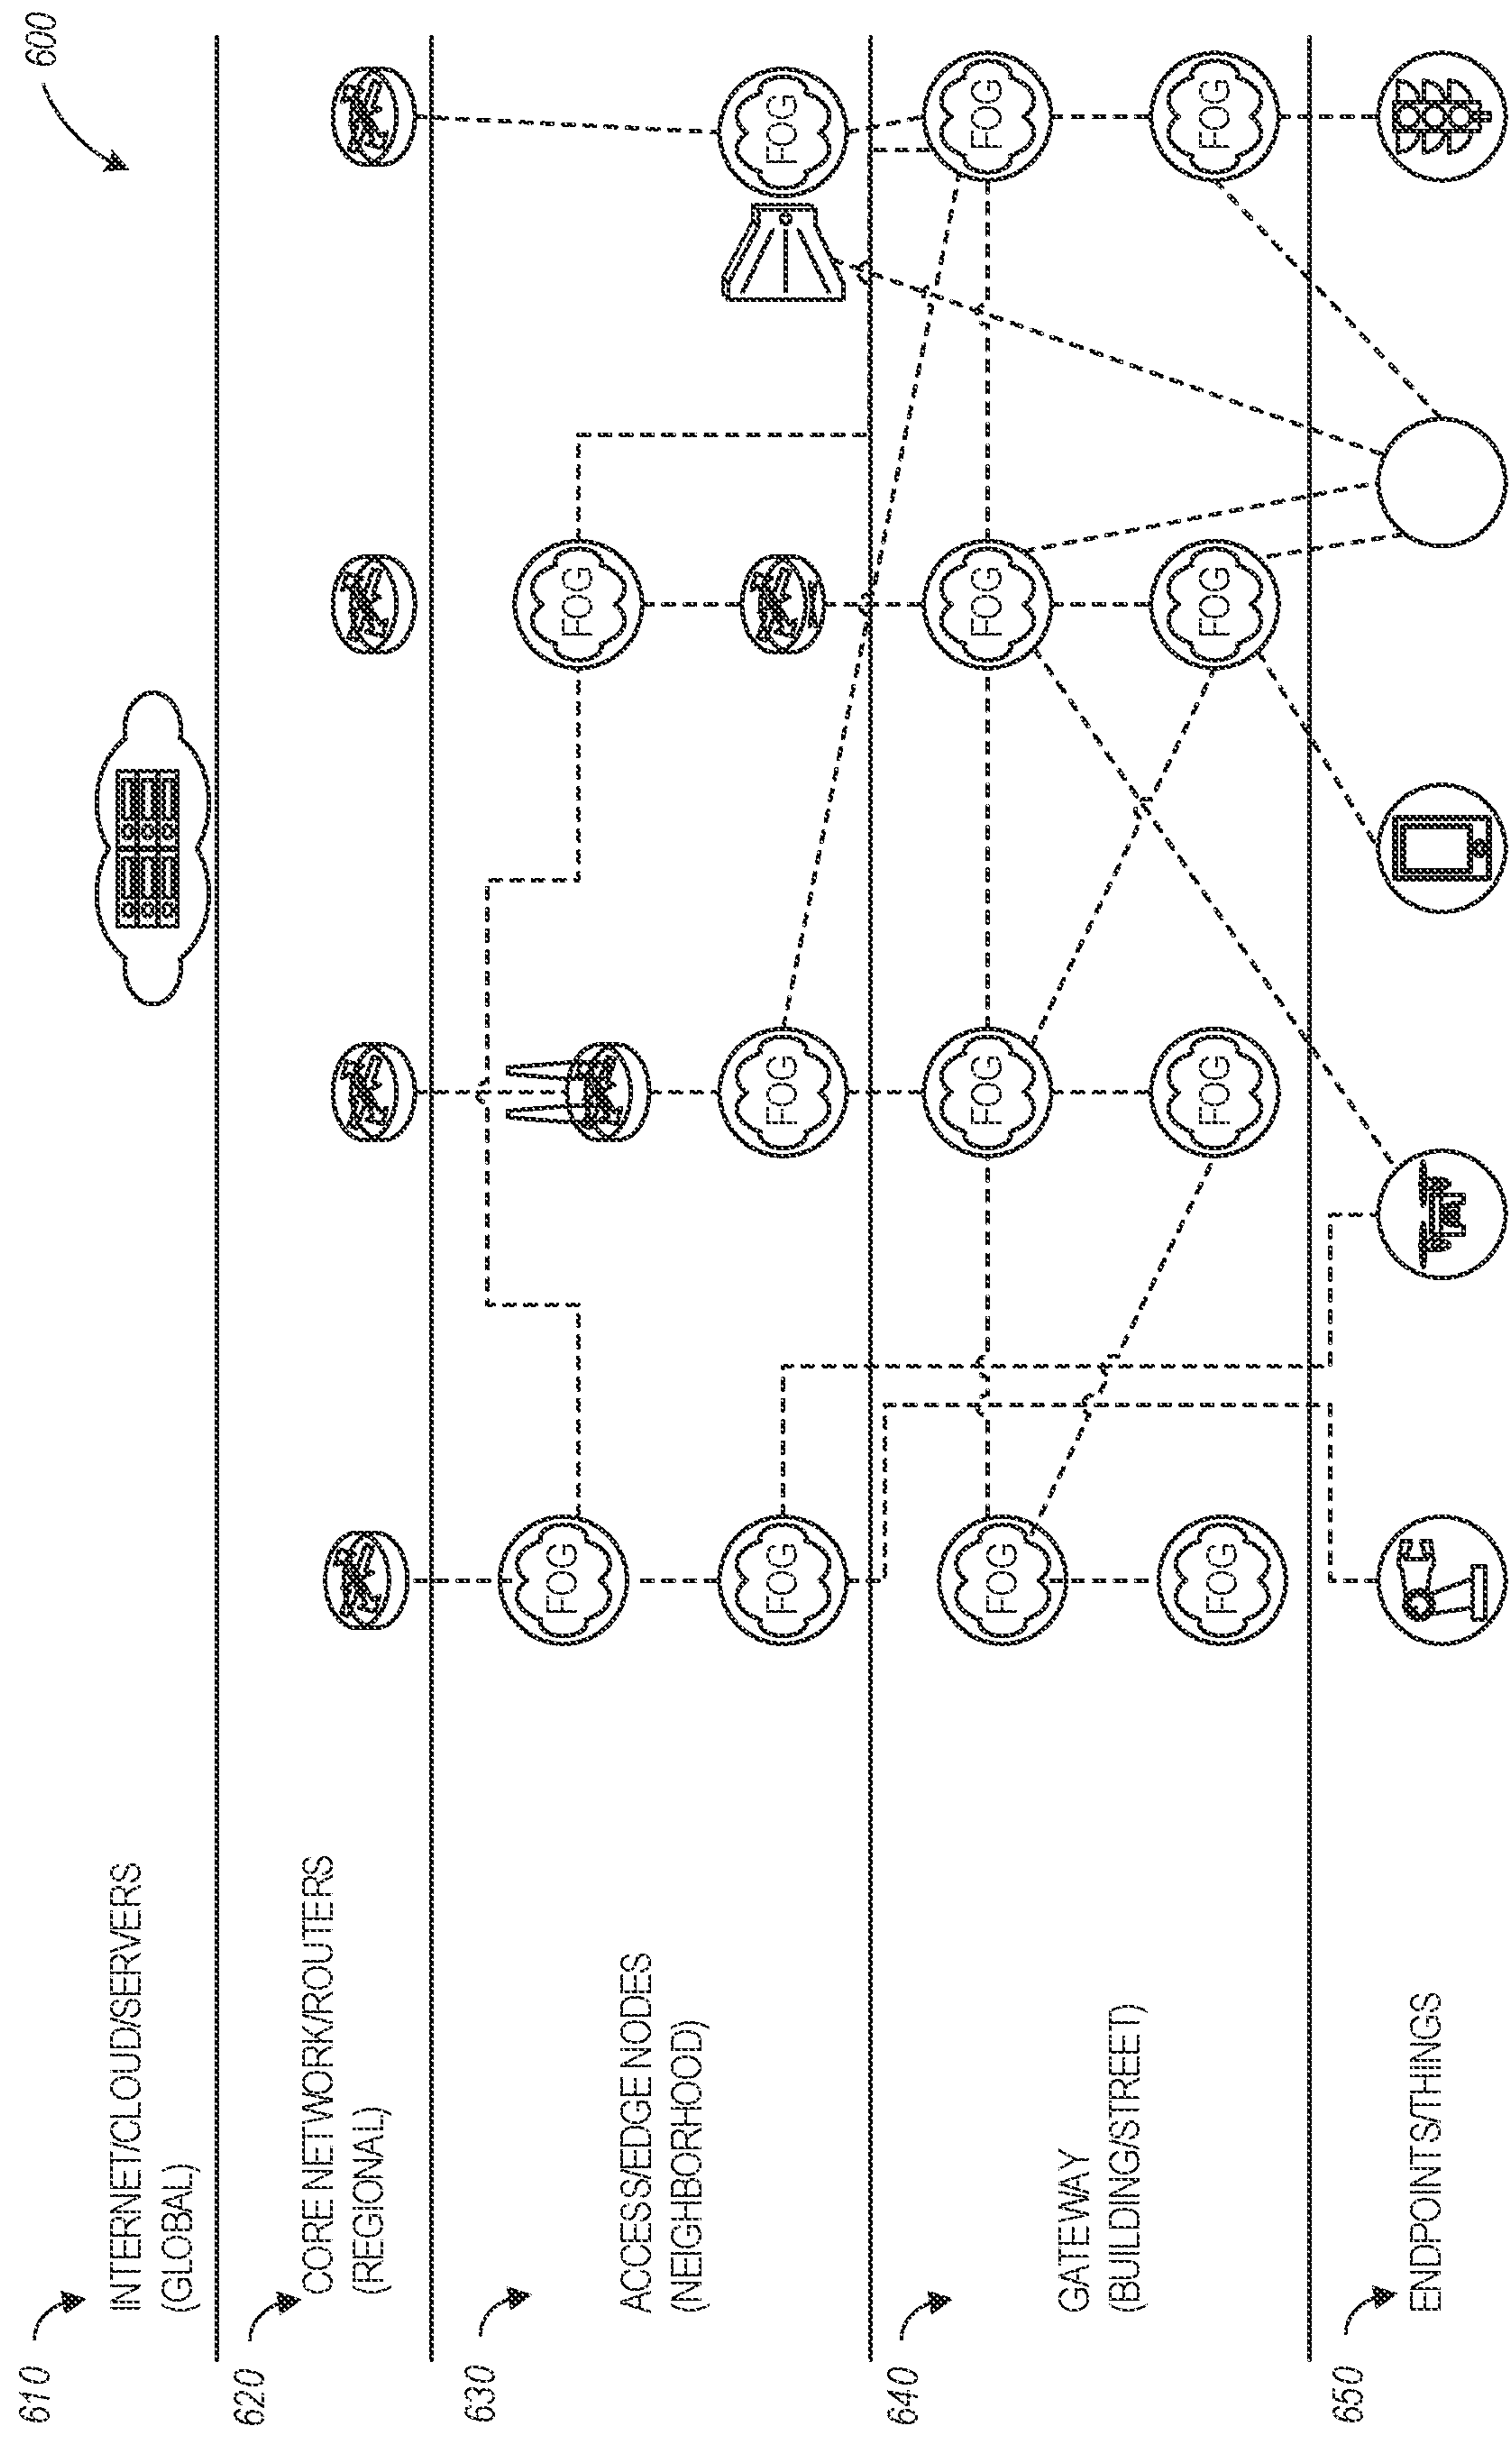 600
610
INTERNET/CLOUD/SERVERS
(GLOBAL)
620
CORE NETWORK/ROUTERS
(REGIONAL)
630
ACCESS/EDGE NODES
(NEIGHBORHOOD)
FOG
FOG
FOG
FOG
FOG
640
GATEWAY
(BUILDING/STREET)
FOG
FOG
FOG
FOG
FOG
FOG
FOG
FOG
650
ENDPOINTS/THINGS